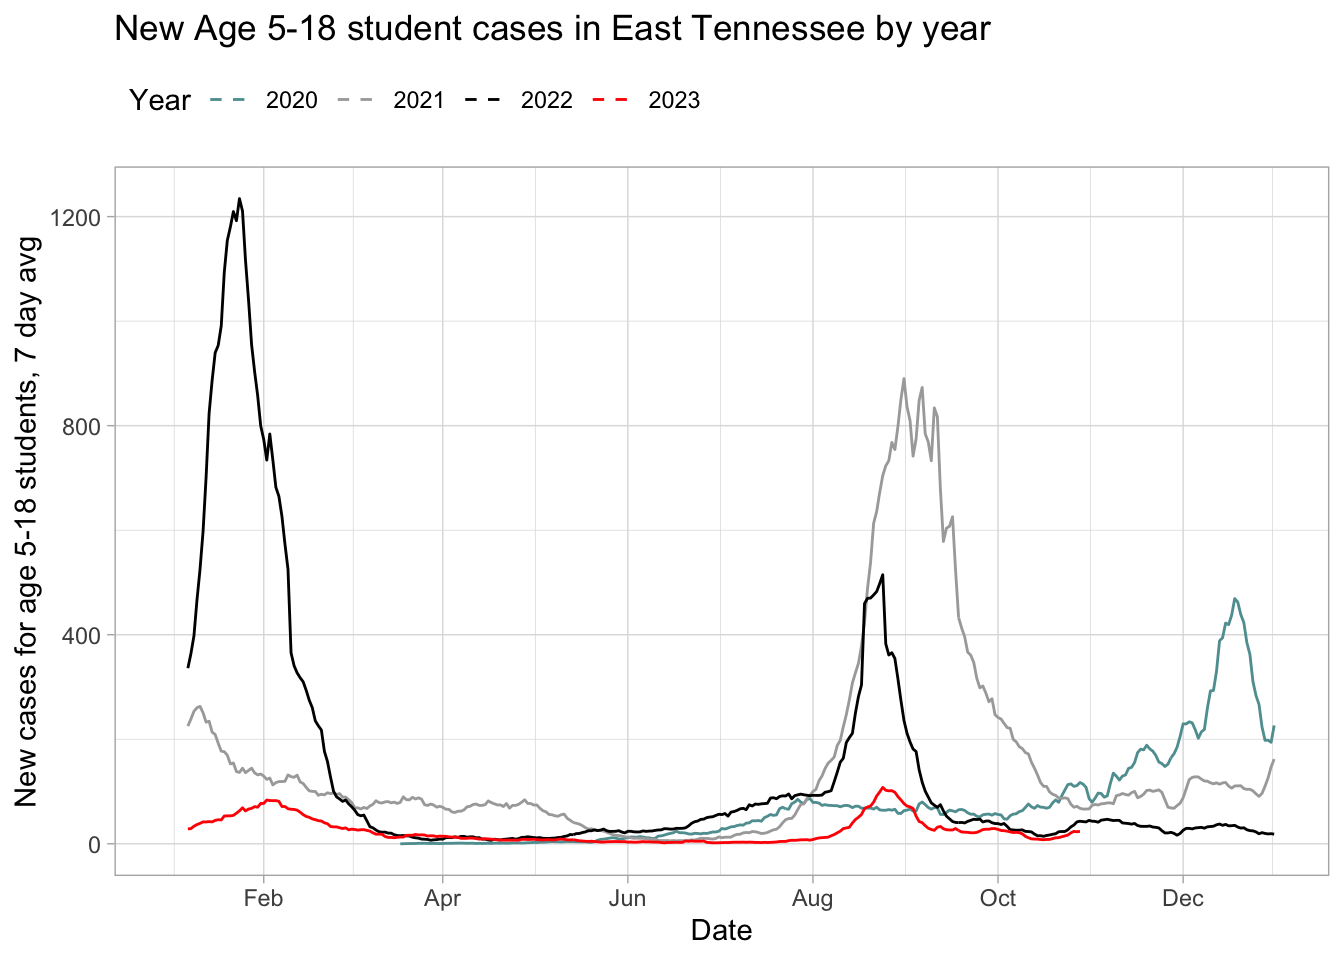 New Age 5-18 student cases in East Tennessee by year
Year 2020 2021 2022 2023
New cases for age 5-18 students, 7 day avg
1200
800
400
0
Feb Apr Jun Aug Oct Dec
Date